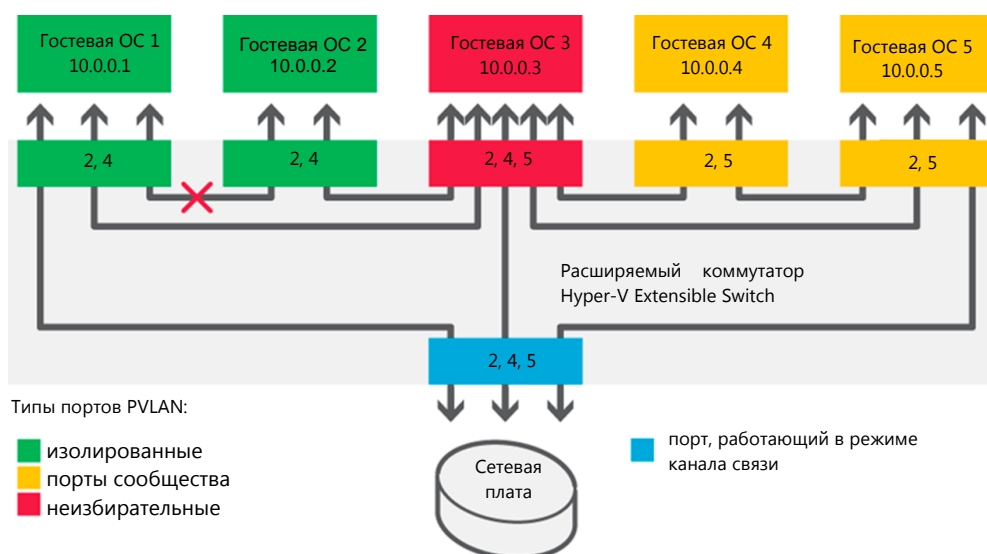 Гостевая ОС 1
10.0.0.1
Гостевая ОС 2
10.0.0.2
Гостевая ОС 3
10.0.0.3
Гостевая ОС 4
10.0.0.4
Гостевая ОС 5
10.0.0.5
2, 4
2, 4
2, 4, 5
2, 5
2, 5
Расширяемый коммутатор
Hyper-V Extensible Switch
2, 4, 5
Типы портов PVLAN:
изолированные
порты сообщества
неизбирательные
Сетевая
плата
порт, работающий в режиме
канала связи